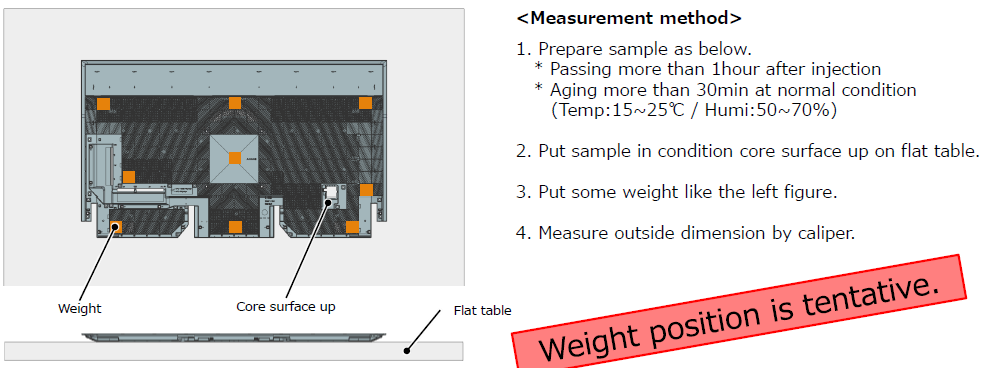 <Measurement method>
1. Prepare sample as below.
* Passing more than 1hour after injection
* Aging more than 30min at normal condition
(Temp:15~25℃ / Humi:50~70%)
2. Put sample in condition core surface up on flat table.
3. Put some weight like the left figure.
4. Measure outside dimension by caliper.
Weight
Core surface up
Flat table
Weight position is tentative.